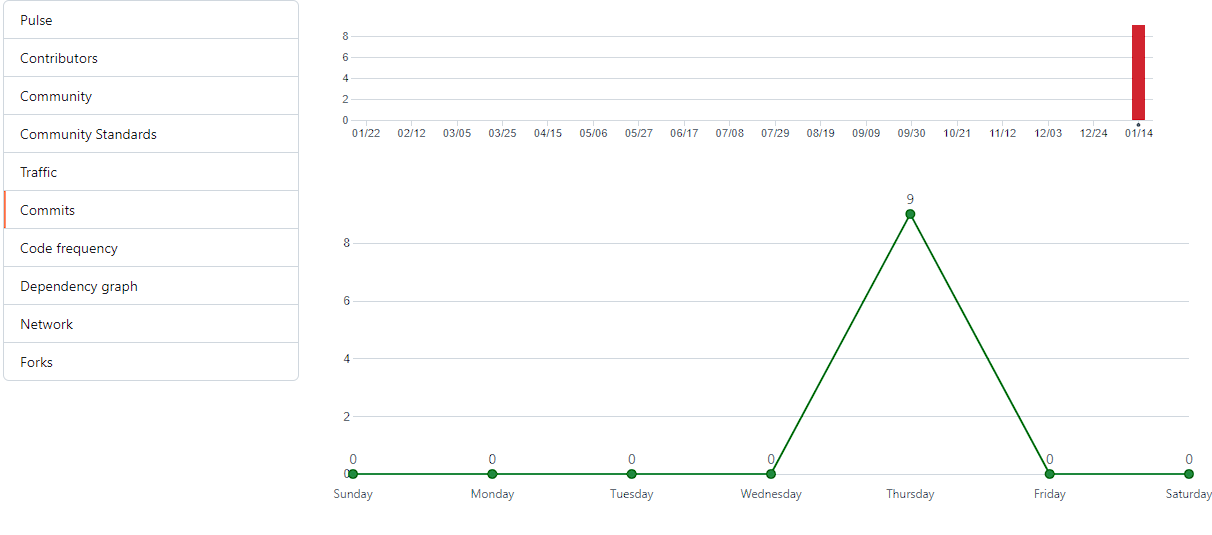 Pulse
Contributors
Community
Community Standards
Traffic
Commits
Code frequency
Dependency graph
Network
Forks
8
6
4
2
0
01/22 02/12 03/05 03/25 04/15 05/06 05/27 06/17 07/08 07/29 08/19 09/09 09/30 10/21 11/12 12/03 12/24 01/14
9
8
6
4
2
0 0 0 0 0 0
0
Sunday Monday Tuesday Wednesday Thursday Friday Saturday